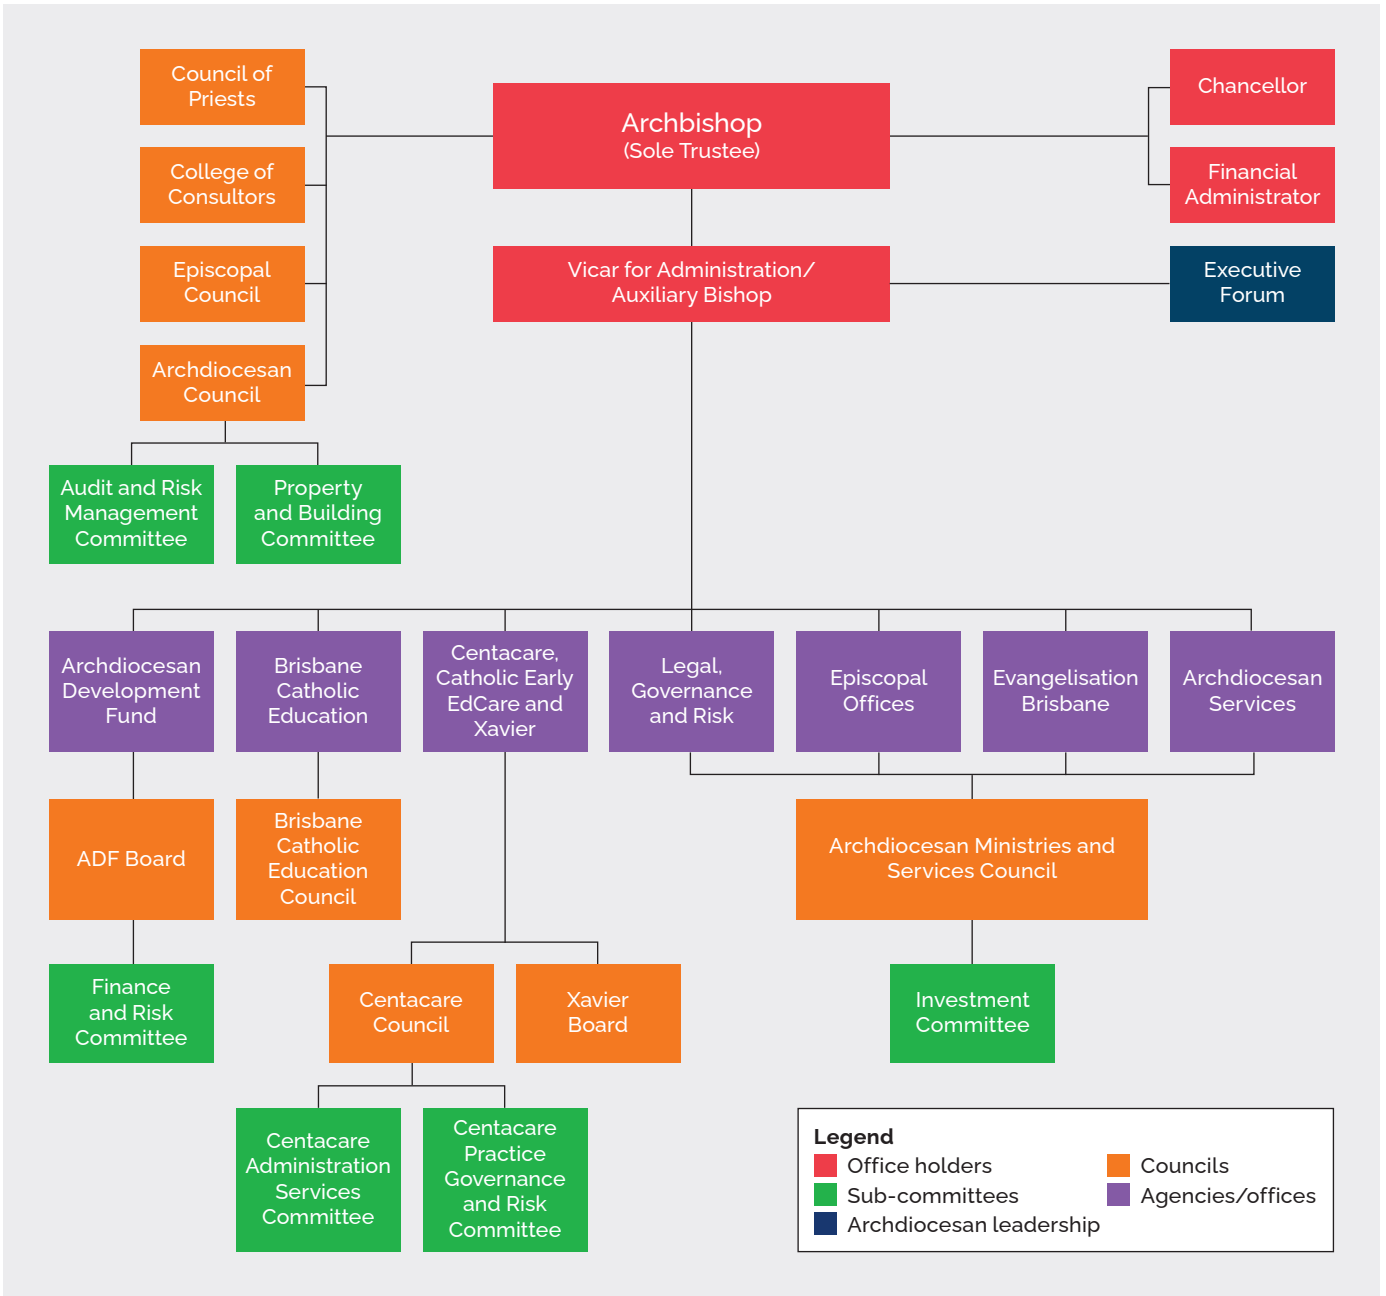 Council of
Priests
College of
Consultors
Episcopal
Council
Archdiocesan
Council
Archbishop
(Sole Trustee)
Vicar for Administration/
Auxiliary Bishop
Chancellor
Financial
Administrator
Executive
Forum
Audit and Risk
Management
Committee
Property
and Building
Committee
Archdiocesan
Development
Fund
Brisbane
Catholic
Education
Centacare,
Catholic Early
EdCare and
Xavier
Legal,
Governance
and Risk
Episcopal
Offices
Evangelisation
Brisbane
Archdiocesan
Services
ADF Board
Brisbane
Catholic
Education
Council
Archdiocesan Ministries and
Services Council
Finance
and Risk
Committee
Centacare
Council
Xavier
Board
Investment
Committee
Centacare
Administration
Services
Committee
Centacare
Practice
Governance
and Risk
Committee
Legend
Office holders
Sub-committees
Archdiocesan leadership
Councils
Agencies/offices